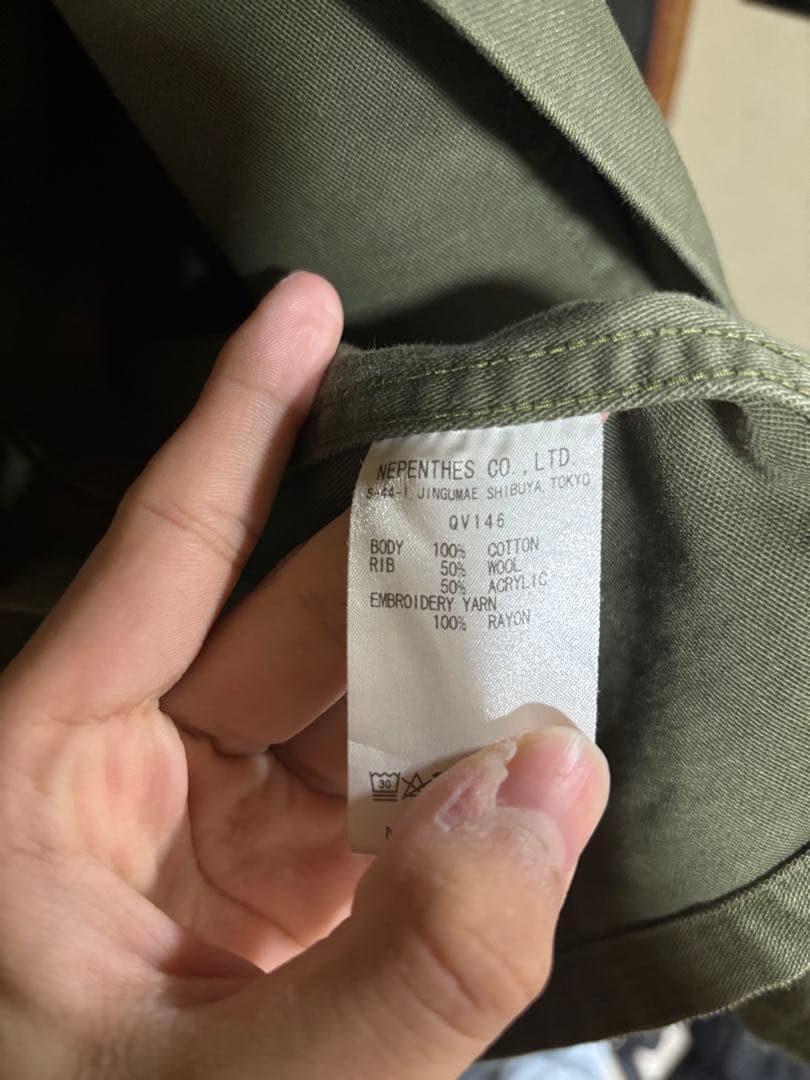 NEPENTHES CO.,LTD.
5-44-1, JINGUMAE SHIBUYA TOKYO
QV146
BODY 100% COTTON
RIB 50% WOOL
50% ACRYLIC
EMBROIDERY YARN
100% RAYON
30